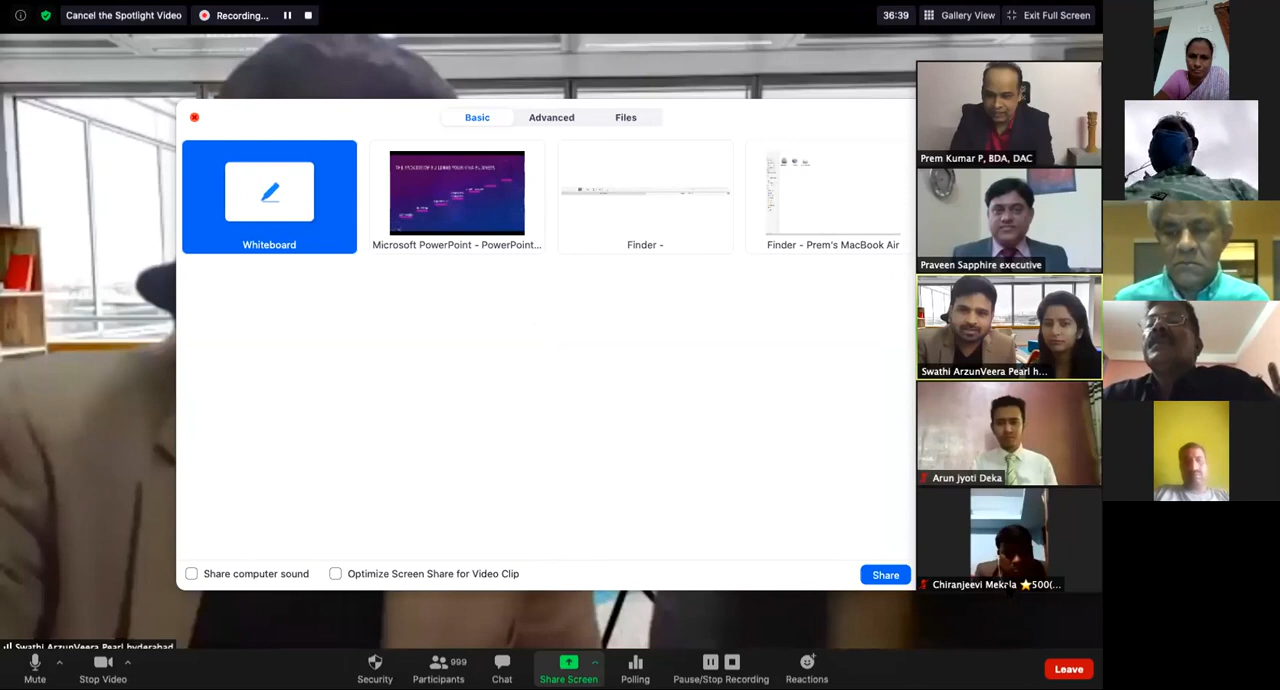 Cancel the Spotlight Video
Recording...
36:39
Gallery View
Exit Full Screen
Basic
Advanced
Files
Whiteboard
Microsoft PowerPoint - PowerPoint...
Finder -
Finder - Prem's MacBook Air
Share computer sound
Optimize Screen Share for Video Clip
Share
Prem Kumar P, BDA, DAC
Praveen Sapphire executive
Swathi ArzunVeera Pearl h...
Arun Jyoti Deka
Chiranjeevi Mekala ⭐500(...
Swathi ArzunVeera Pearl hyderabad
Mute
Stop Video
Security
Participants
999
Chat
Share Screen
Polling
Pause/Stop Recording
Reactions
Leave